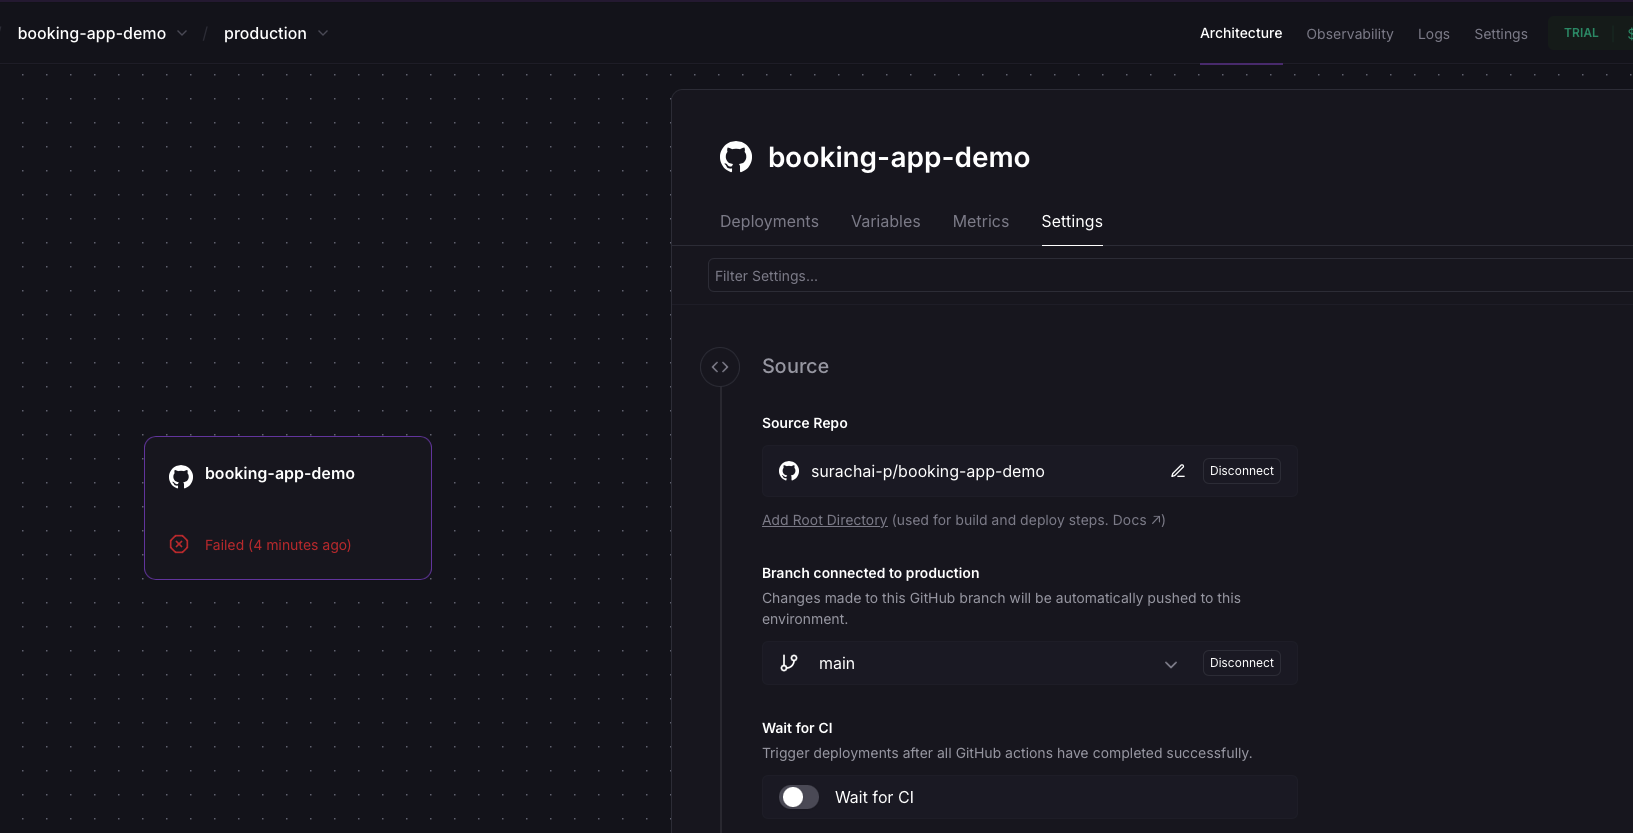 booking-app-demo / production
Architecture Observability Logs Settings TRIAL $
booking-app-demo
Deployments Variables Metrics Settings
Filter Settings...
Source
Source Repo
surachai-p/booking-app-demo Disconnect
Add Root Directory (used for build and deploy steps. Docs ↗)
Branch connected to production
Changes made to this GitHub branch will be automatically pushed to this
environment.
main Disconnect
Wait for CI
Trigger deployments after all GitHub actions have completed successfully.
Wait for CI
booking-app-demo
Failed (4 minutes ago)